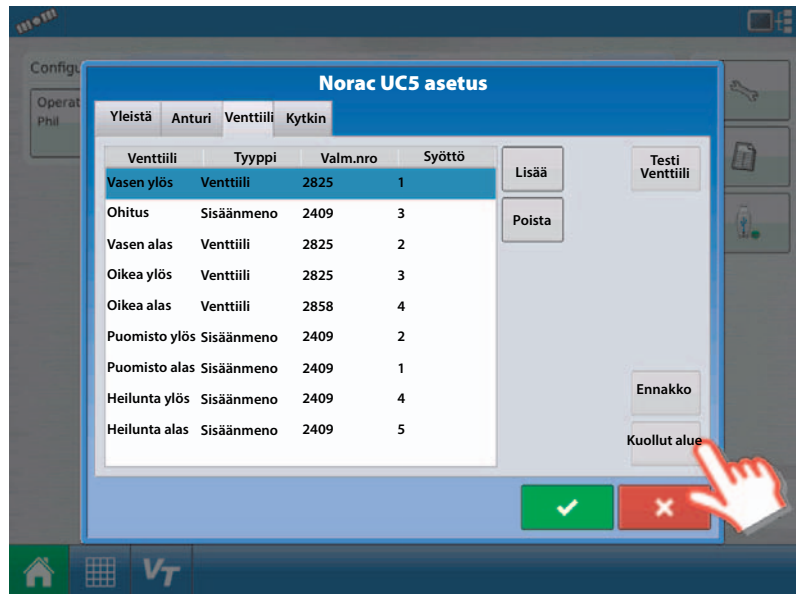 Configu
Operat
Phil
Norac UC5 asetus
Yleistä Anturi Venttiili Kytkin
Venttiili Tyyppi Valm.nro Syöttö
Vasen ylös Venttiili 2825 1
Ohitus Sisäänmeno 2409 3
Vasen alas Venttiili 2825 2
Oikea ylös Venttiili 2825 3
Oikea alas Venttiili 2858 4
Puomisto ylös Sisäänmeno 2409 2
Puomisto alas Sisäänmeno 2409 1
Heilunta ylös Sisäänmeno 2409 4
Heilunta alas Sisäänmeno 2409 5
Lisää
Poista
Testi
Venttiili
Ennakko
Kuollut alue
VT